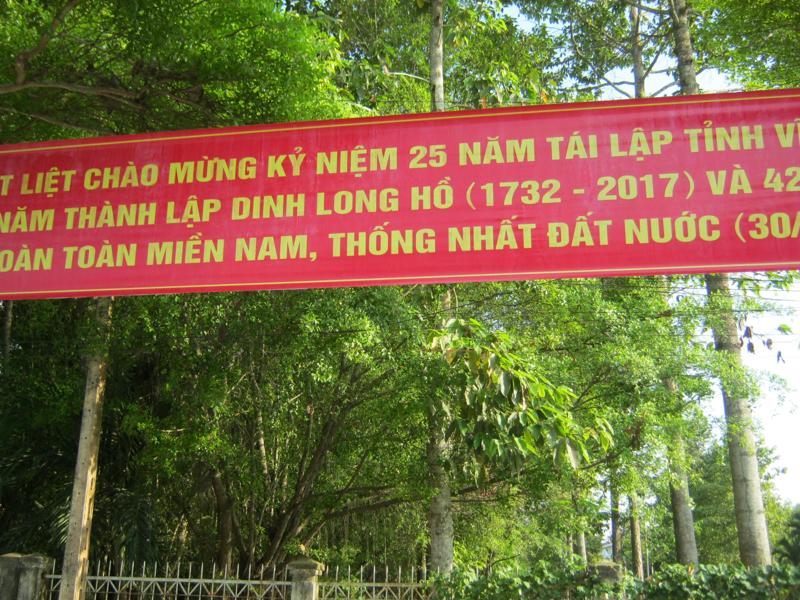 T LIỆT CHÀO MỪNG KỶ NIỆM 25 NĂM TÁI LẬP TỈNH VĨ
NĂM THÀNH LẬP DINH LONG HỒ (1732 - 2017) VÀ 42
OÀN TOÀN MIỀN NAM, THỐNG NHẤT ĐẤT NƯỚC (30/